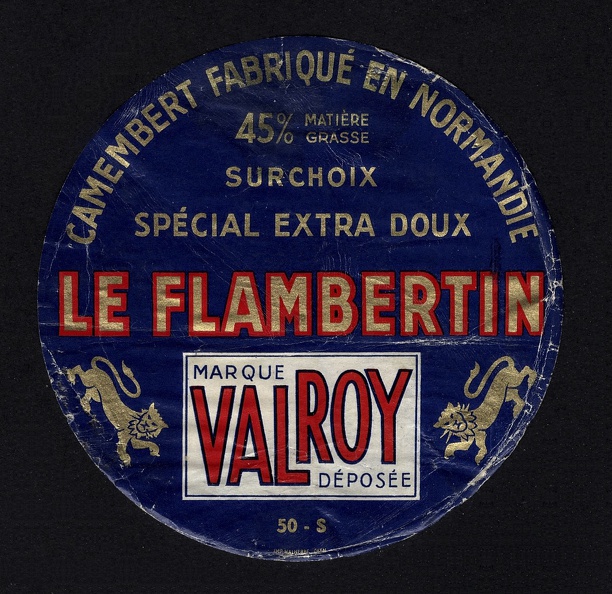 CAMEMBERT FABRIQUÉ EN NORMANDIE
45% MATIÈRE GRASSE
SURCHOIX
SPÉCIAL EXTRA DOUX
LE FLAMBERTIN
MARQUE
VALROY
DÉPOSÉE
50 - S